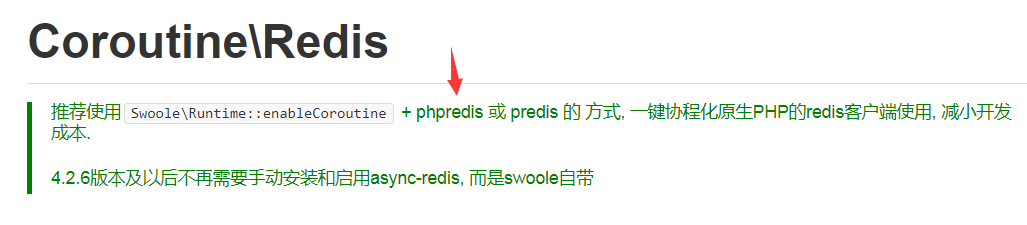 Coroutine\Redis
推荐使用 Swoole\Runtime::enableCoroutine + phpredis 或 predis 的 方式, 一键协程化原生PHP的redis客户端使用, 减小开发
成本.
4.2.6版本及以后不再需要手动安装和启用async-redis, 而是swoole自带